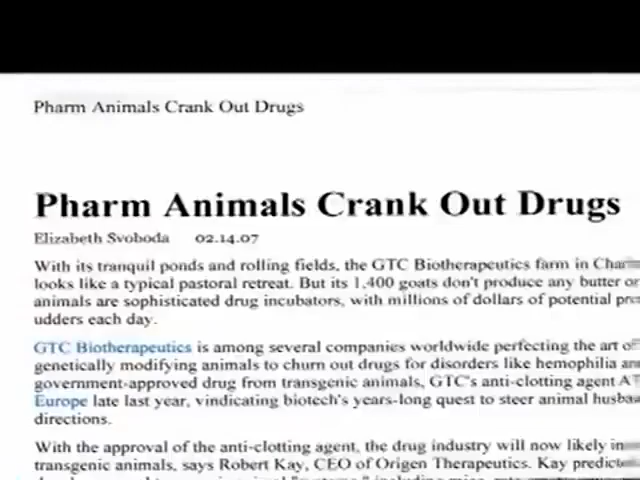 Pharm Animals Crank Out Drugs
Pharm Animals Crank Out Drugs
Elizabeth Svoboda 02.14.07
With its tranquil ponds and rolling fields, the GTC Biotherapeutics farm in
looks like a typical pastoral retreat. But its 1,400 goats don't produce any butter or
animals are sophisticated drug incubators, with millions of dollars of potential
udders each day.
GTC Biotherapeutics is among several companies worldwide perfecting the art of
genetically modifying animals to churn out drugs for disorders like hemophilia
government-approved drug from transgenic animals, GTC's anti-clotting agent
Europe late last year, vindicating biotech's years-long quest to steer animal
directions.
With the approval of the anti-clotting agent, the drug industry will now likely
transgenic animals, says Robert Kay, CEO of Origen Therapeutics. Kay